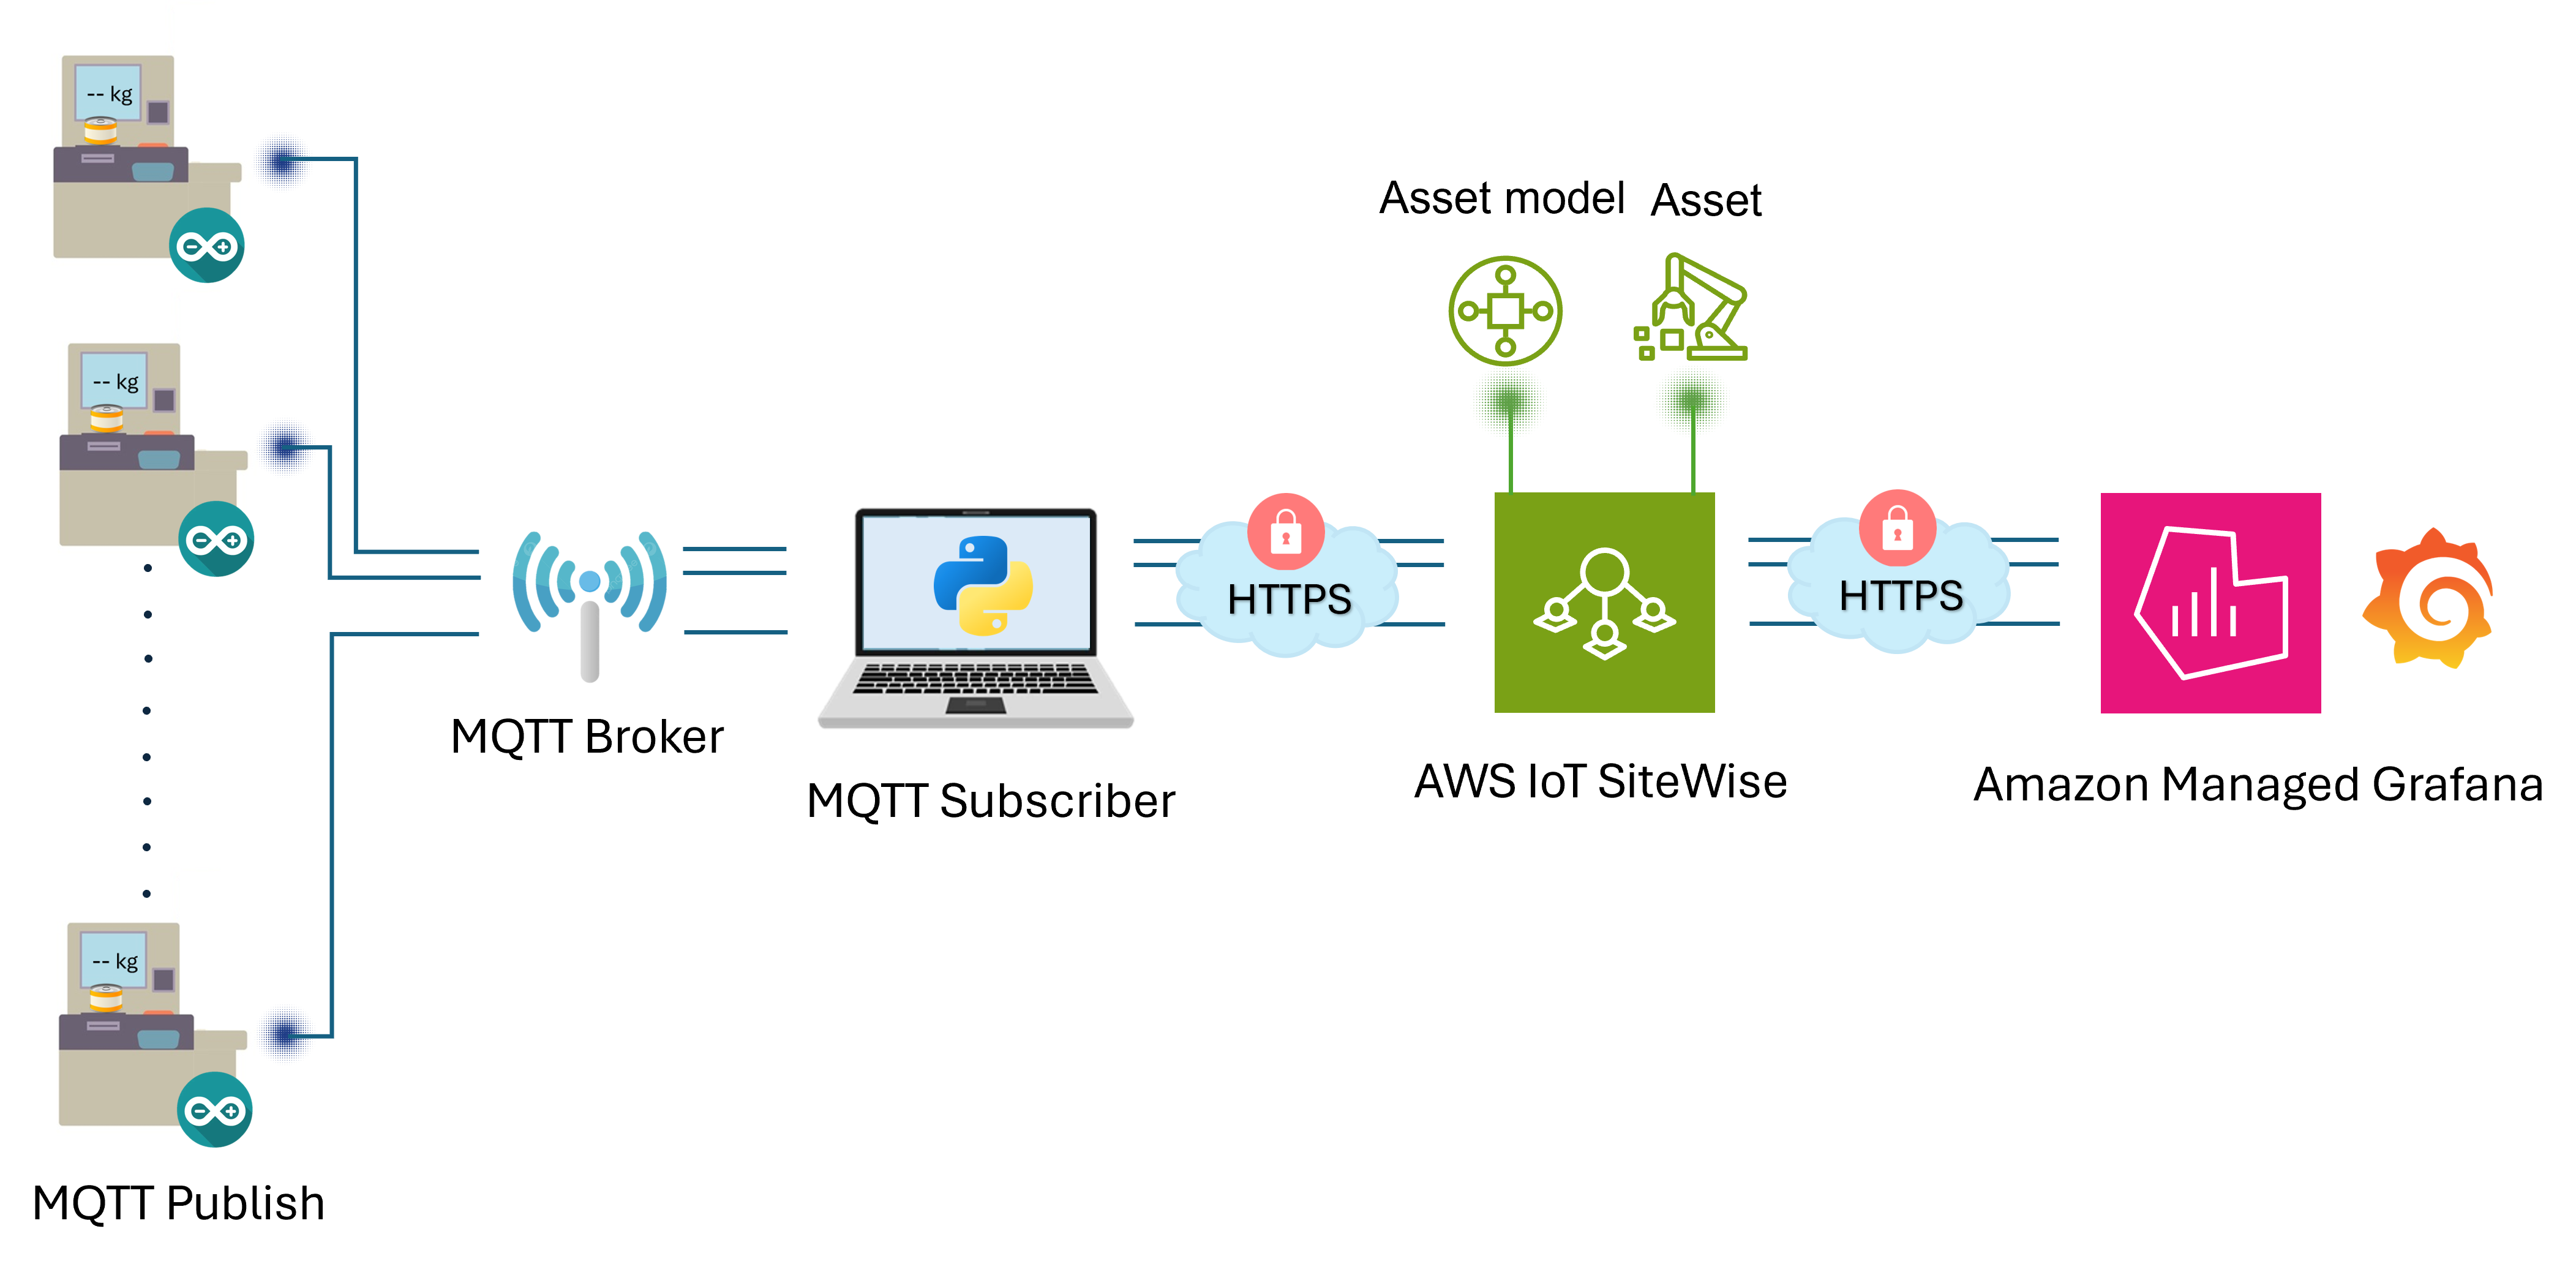 -- kg
-- kg
-- kg
MQTT Publish
MQTT Broker
MQTT Subscriber
HTTPS
Asset model
Asset
AWS IoT SiteWise
HTTPS
Amazon Managed Grafana